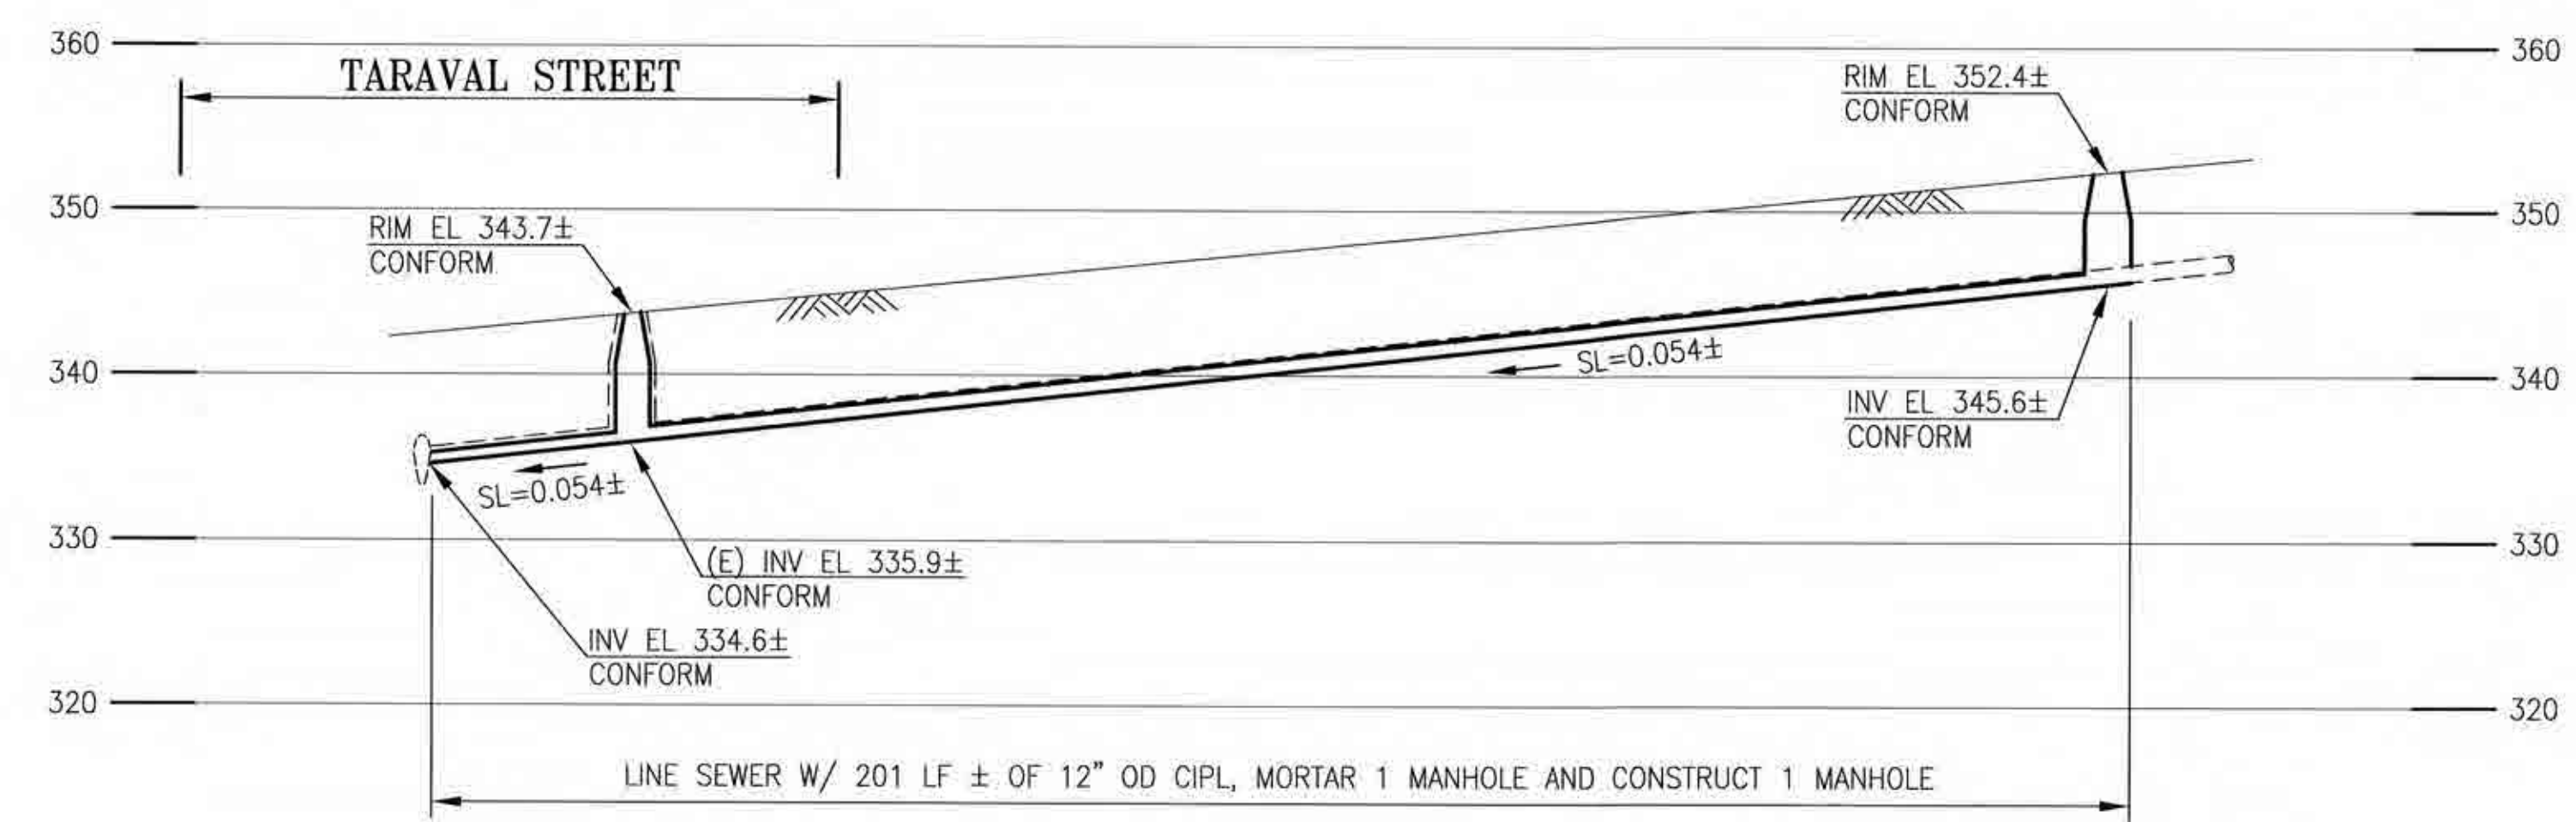 360
360
TARAVAL STREET
RIM EL 352.4±
CONFORM
350
350
RIM EL 343.7±
CONFORM
340
340
SL=0.054±
INV EL 345.6±
CONFORM
SL=0.054±
330
330
(E) INV EL 335.9±
CONFORM
INV EL 334.6±
CONFORM
320
320
LINE SEWER W/ 201 LF ± OF 12" OD CIPL, MORTAR 1 MANHOLE AND CONSTRUCT 1 MANHOLE